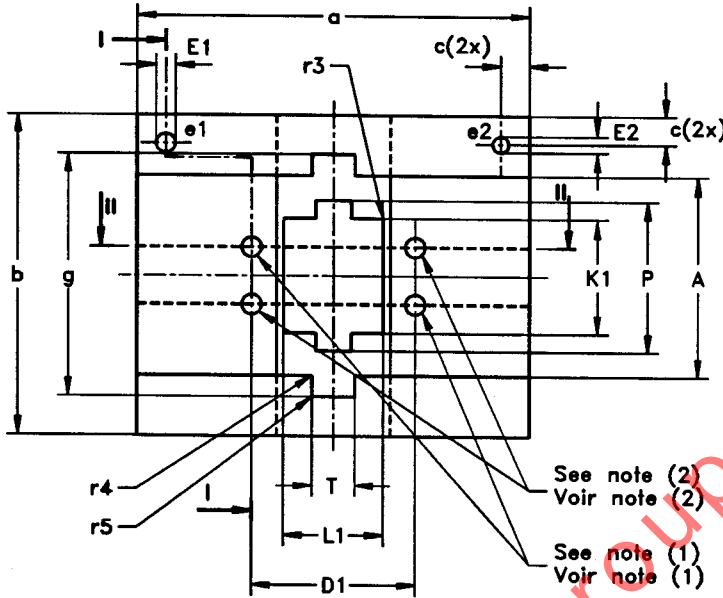 a
I
E1
c(2x)
r3
e1
e2
E2
c(2x)
II
II
b
g
K1
P
A
r4
r5
T
I
L1
D1
See note (2)
Voir note (2)
See note (1)
Voir note (1)
roup